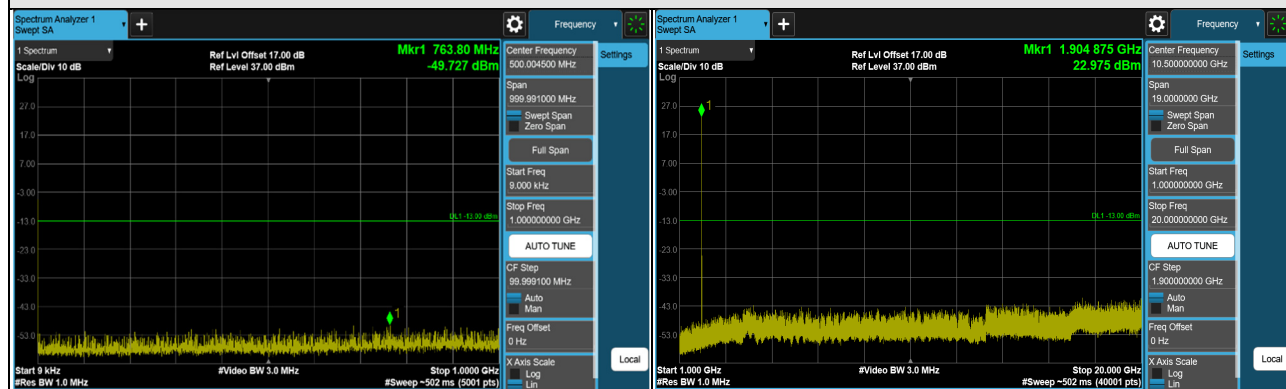 Spectrum Analyzer 1
Swept SA
+
Frequency
1 Spectrum
Scale/Div 10 dB
Log
Ref Lvl Offset 17.00 dB
Ref Level 37.00 dBm
Mkr1 763.80 MHz
-49.727 dBm
27.0
17.0
7.00
-3.00
-13.0
-23.0
-33.0
-43.0
-53.0
DL1 -13.00 dBm
1
Start 9 kHz
#Res BW 1.0 MHz
#Video BW 3.0 MHz
Stop 1.0000 GHz
#Sweep ~502 ms (5001 pts)
Center Frequency
500.004500 MHz
Span
999.991000 MHz
Swept Span
Zero Span
Full Span
Start Freq
9.000 kHz
Stop Freq
1.000000000 GHz
AUTO TUNE
CF Step
99.999100 MHz
Auto
Man
Freq Offset
0 Hz
X Axis Scale
Log
Lin
Settings
Local
Spectrum Analyzer 1
Swept SA
+
Frequency
1 Spectrum
Scale/Div 10 dB
Log
Ref Lvl Offset 17.00 dB
Ref Level 37.00 dBm
Mkr1 1.904 875 GHz
22.975 dBm
27.0
17.0
7.00
-3.00
-13.0
-23.0
-33.0
-43.0
-53.0
DL1 -13.00 dBm
1
Start 1.000 GHz
#Res BW 1.0 MHz
#Video BW 3.0 MHz
Stop 20.000 GHz
#Sweep ~502 ms (40001 pts)
Center Frequency
10.500000000 GHz
Span
19.0000000 GHz
Swept Span
Zero Span
Full Span
Start Freq
1.000000000 GHz
Stop Freq
20.000000000 GHz
AUTO TUNE
CF Step
1.900000000 GHz
Auto
Man
Freq Offset
0 Hz
X Axis Scale
Log
Lin
Settings
Local